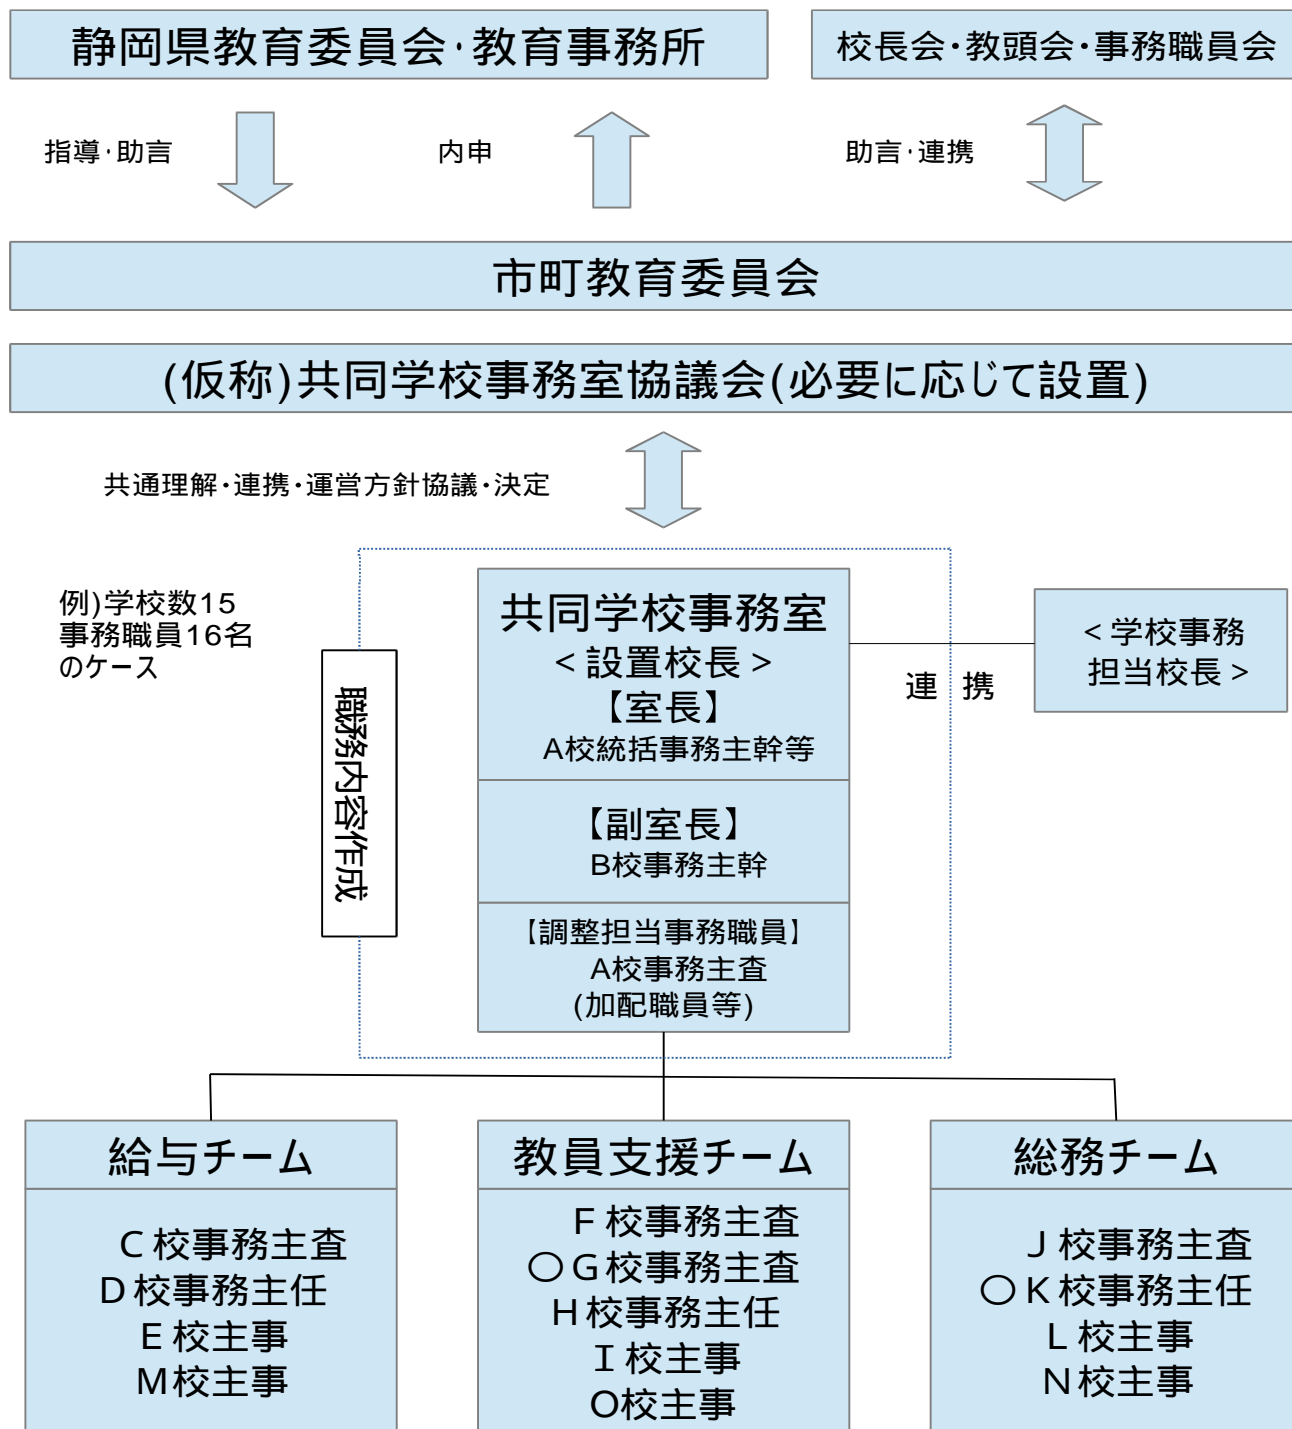 静岡県教育委員会･教育事務所
校長会･教頭会･事務職員会
指導･助言
内申
助言･連携
市町教育委員会
(仮称)共同学校事務室協議会(必要に応じて設置)
共通理解･連携･運営方針協議･決定
例)学校数15
事務職員16名
のケース
職務内容作成
共同学校事務室
<設置校長>
【室長】
A校統括事務主幹等
【副室長】
B校事務主幹
【調整担当事務職員】
A校事務主査
(加配職員等)
連 携
<学校事務
担当校長>
給与チーム
C校事務主査
D校事務主任
E校主事
M校主事
教員支援チーム
F校事務主査
○G校事務主査
H校事務主任
I校主事
O校主事
総務チーム
J校事務主査
○K校事務主任
L校主事
N校主事